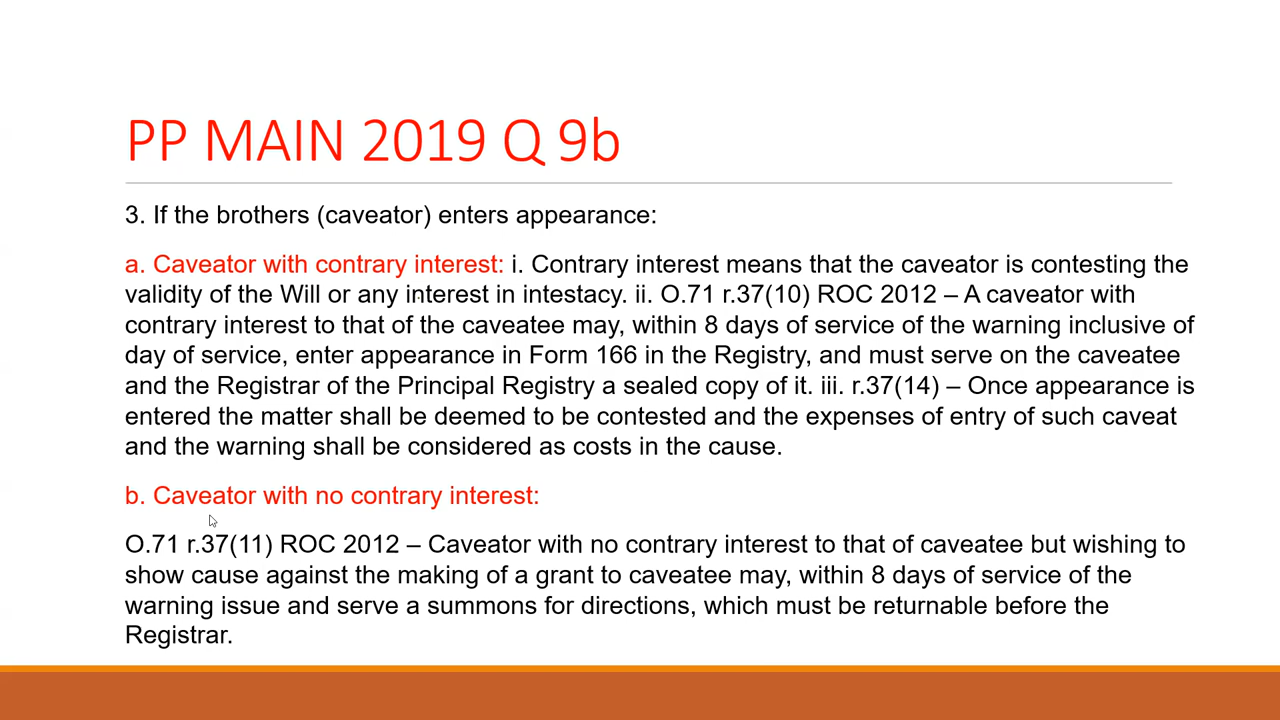 PP MAIN 2019 Q 9b
3. If the brothers (caveator) enters appearance:
a. Caveator with contrary interest: i. Contrary interest means that the caveator is contesting the
validity of the Will or any interest in intestacy. ii. O.71 r.37(10) ROC 2012 – A caveator with
contrary interest to that of the caveatee may, within 8 days of service of the warning inclusive of
day of service, enter appearance in Form 166 in the Registry, and must serve on the caveatee
and the Registrar of the Principal Registry a sealed copy of it. iii. r.37(14) – Once appearance is
entered the matter shall be deemed to be contested and the expenses of entry of such caveat
and the warning shall be considered as costs in the cause.
b. Caveator with no contrary interest:
O.71 r.37(11) ROC 2012 – Caveator with no contrary interest to that of caveatee but wishing to
show cause against the making of a grant to caveatee may, within 8 days of service of the
warning issue and serve a summons for directions, which must be returnable before the
Registrar.